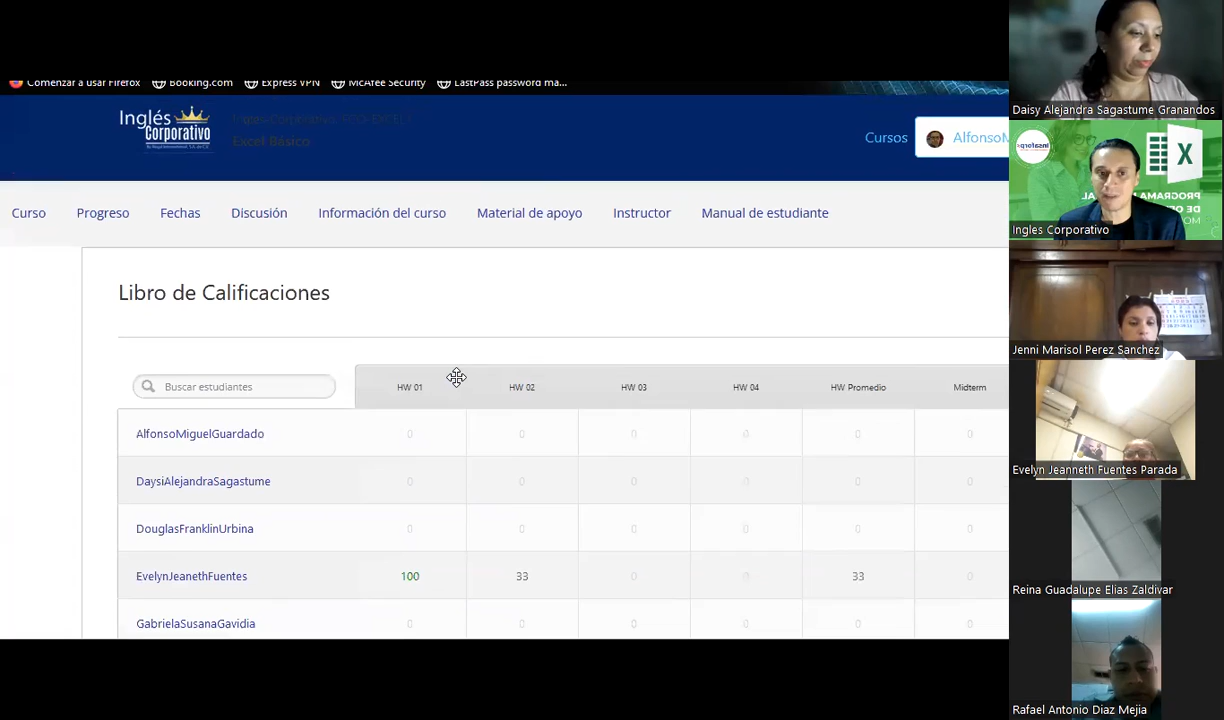 Comenzar a usar Firefox Booking.com Express VPN McAfee Security LastPass password ma...
Inglés
Corporativo
Excel Básico
Cursos
AlfonsoM
Curso Progreso Fechas Discusión Información del curso Material de apoyo Instructor Manual de estudiante
Libro de Calificaciones
Buscar estudiantes HW 01 HW 02 HW 03 HW 04 HW Promedio Midterm
AlfonsoMiguelGuardado 0 0 0 0 0 0
DaysiAlejandraSagastume 0 0 0 0 0 0
DouglasFranklinUrbina 0 0 0 0 0 0
EvelynJeanethFuentes 100 33 0 0 33 0
GabrielaSusanaGavidia 0 0 0 0 0 0
Daisy Alejandra Sagastume Granandos
Insaforp
X
PROGRAMA
Ingles Corporativo
Jenni Marisol Perez Sanchez
Evelyn Jeanneth Fuentes Parada
Reina Guadalupe Elias Zaldivar
Rafael Antonio Diaz Mejia